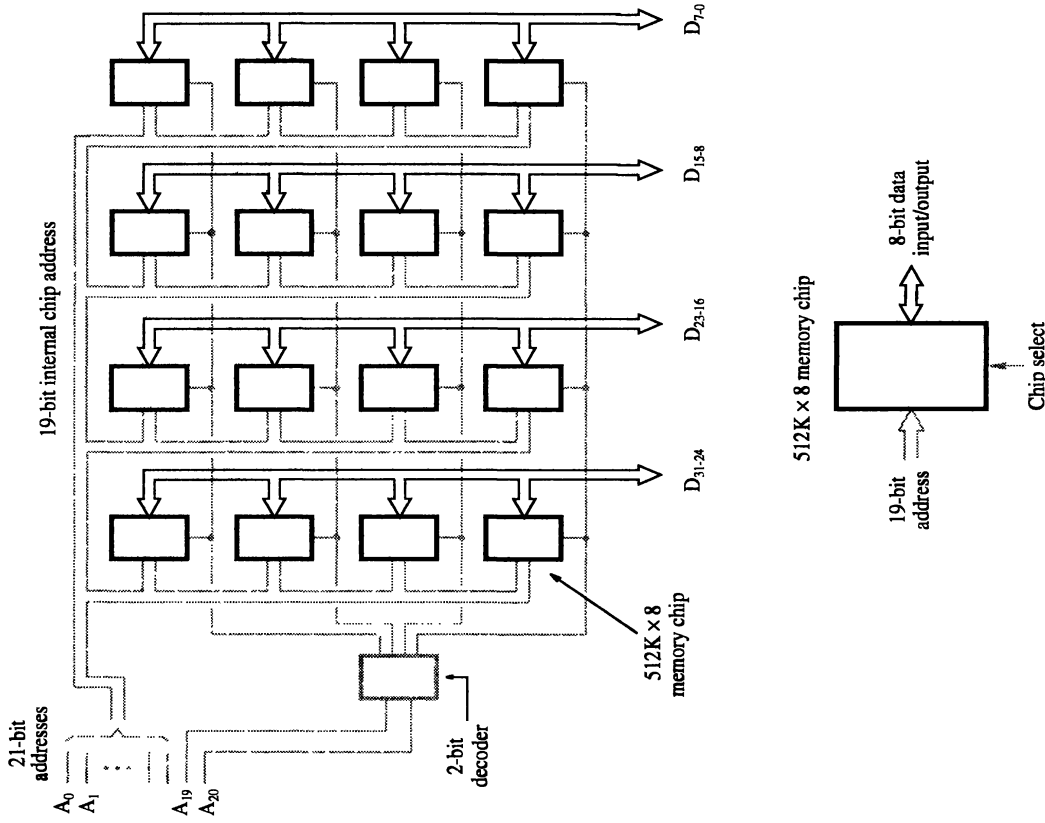 21-bit
addresses
A0
A1
A19
A20
19-bit internal chip address
2-bit
decoder
512K × 8
memory chip
D31-24
D23-16
D15-8
D7-0
512K × 8 memory chip
19-bit
address
8-bit data
input/output
Chip select